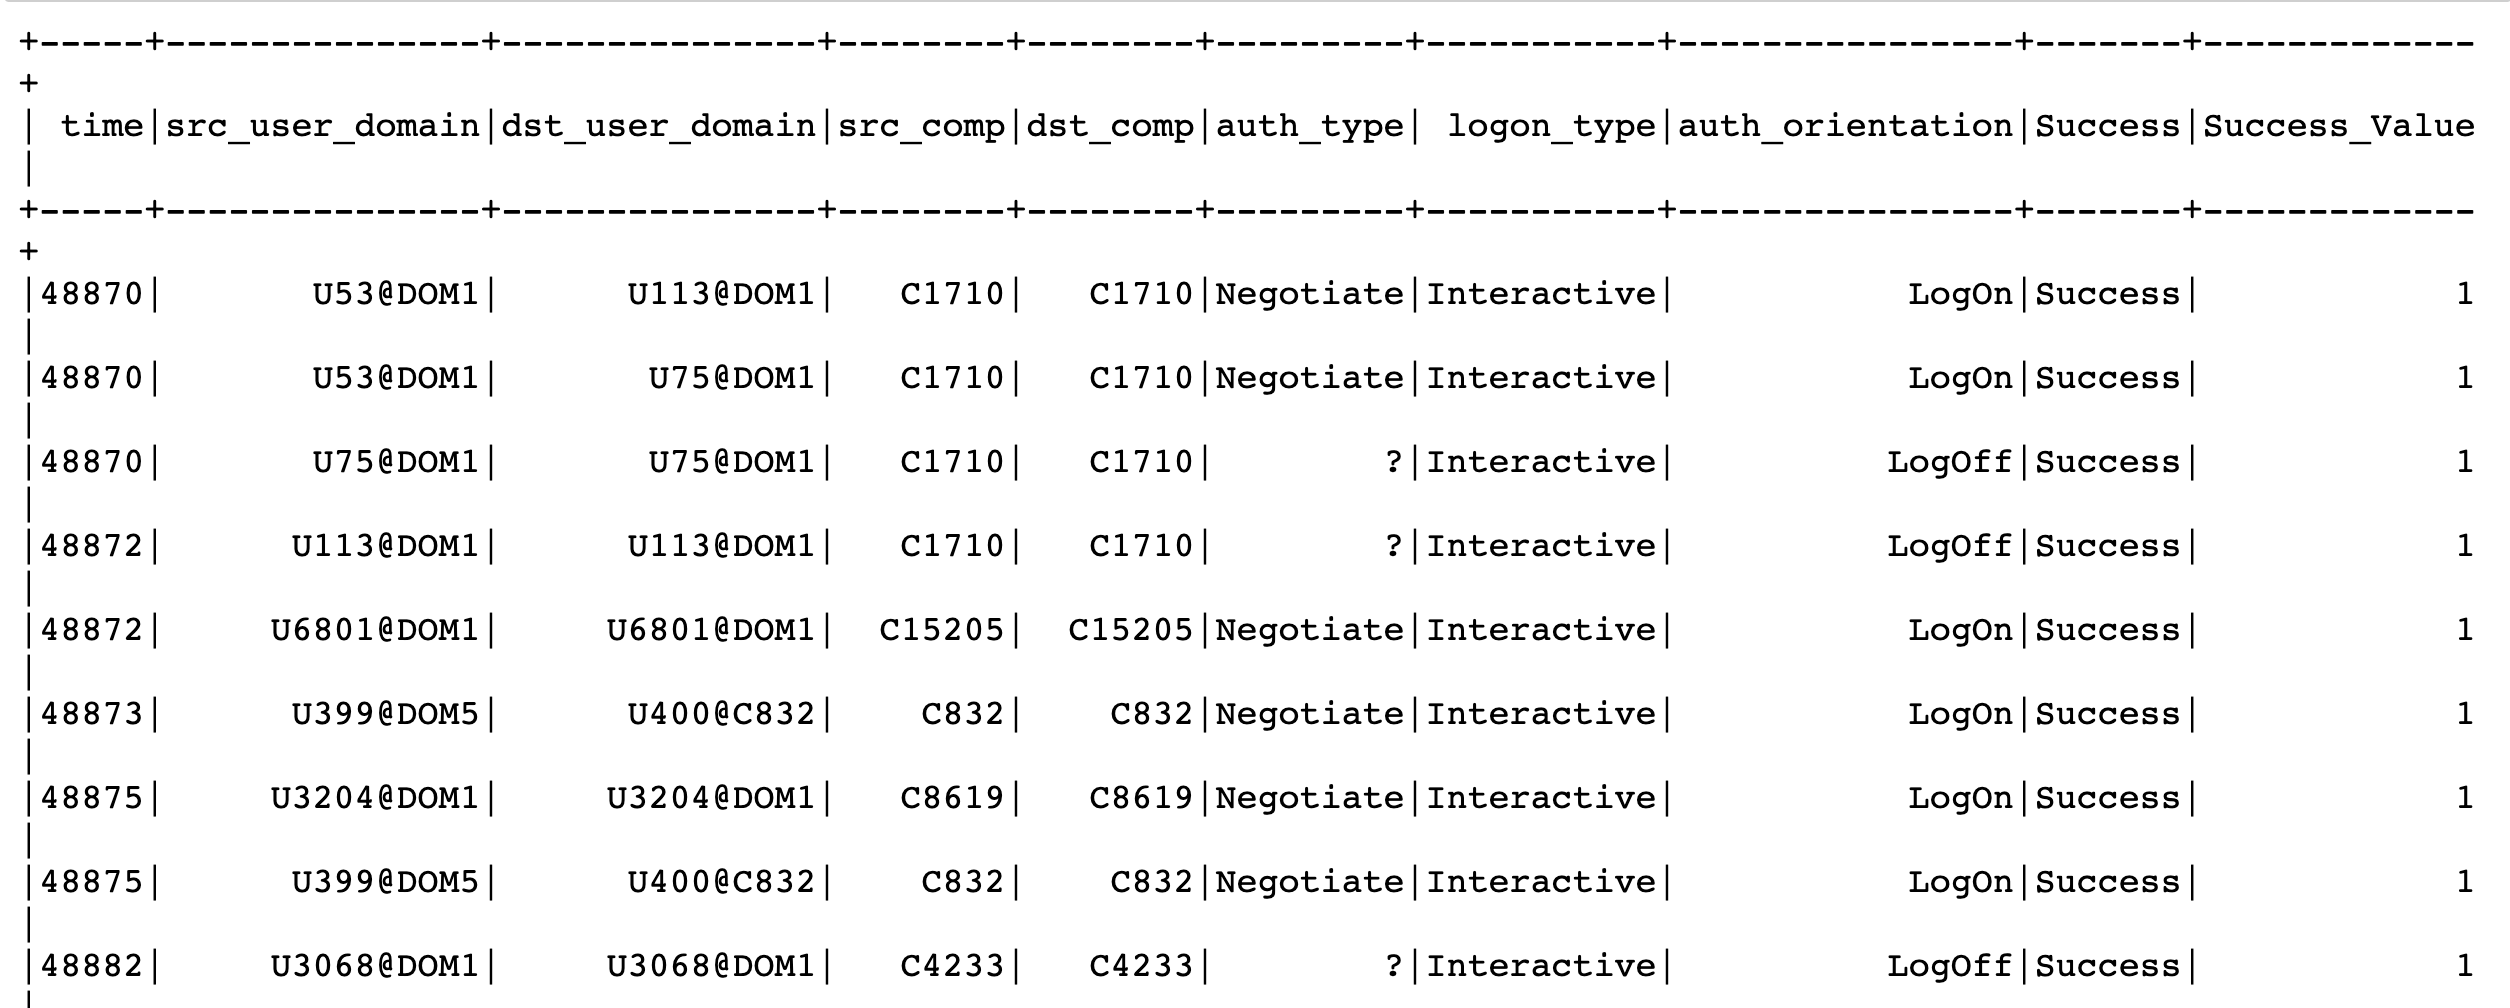 +-----+---------------+---------------+--------+--------+---------+-----------+----------------+-------+-------------
+
| time|src_user_domain|dst_user_domain|src_comp|dst_comp|auth_type| logon_type|auth_orientation|Success|Success_Value
|
+-----+---------------+---------------+--------+--------+---------+-----------+----------------+-------+-------------
+
|48870|       U53@DOM1|      U113@DOM1|   C1710|   C1710|Negotiate|Interactive|           LogOn|Success|            1
|
|48870|       U53@DOM1|       U75@DOM1|   C1710|   C1710|Negotiate|Interactive|           LogOn|Success|            1
|
|48870|       U75@DOM1|       U75@DOM1|   C1710|   C1710|        ?|Interactive|          LogOff|Success|            1
|
|48872|      U113@DOM1|      U113@DOM1|   C1710|   C1710|        ?|Interactive|          LogOff|Success|            1
|
|48872|     U6801@DOM1|     U6801@DOM1|  C15205|  C15205|Negotiate|Interactive|           LogOn|Success|            1
|
|48873|      U399@DOM5|      U400@C832|    C832|    C832|Negotiate|Interactive|           LogOn|Success|            1
|
|48875|     U3204@DOM1|     U3204@DOM1|   C8619|   C8619|Negotiate|Interactive|           LogOn|Success|            1
|
|48875|      U399@DOM5|      U400@C832|    C832|    C832|Negotiate|Interactive|           LogOn|Success|            1
|
|48882|     U3068@DOM1|     U3068@DOM1|   C4233|   C4233|        ?|Interactive|          LogOff|Success|            1
|